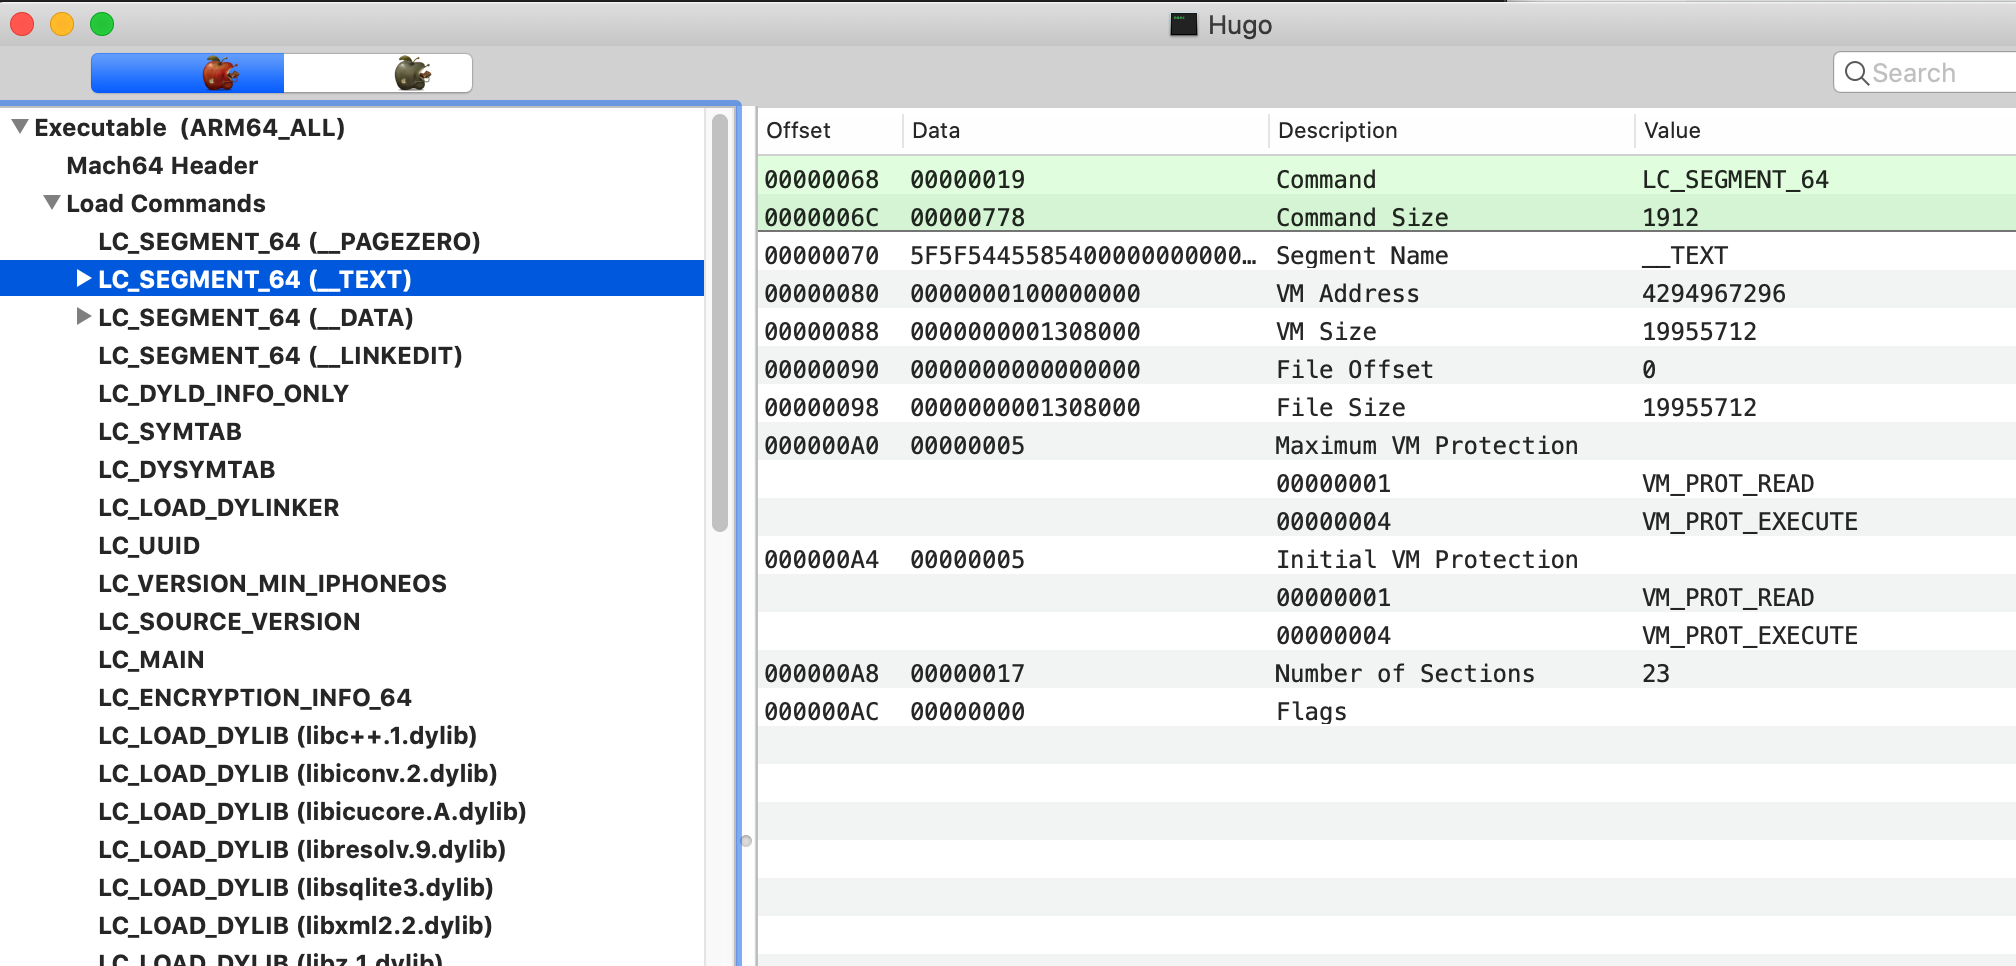 Hugo
Search
Executable (ARM64_ALL)
Mach64 Header
Load Commands
LC_SEGMENT_64 (__PAGEZERO)
LC_SEGMENT_64 (__TEXT)
LC_SEGMENT_64 (__DATA)
LC_SEGMENT_64 (__LINKEDIT)
LC_DYLD_INFO_ONLY
LC_SYMTAB
LC_DYSYMTAB
LC_LOAD_DYLINKER
LC_UUID
LC_VERSION_MIN_IPHONEOS
LC_SOURCE_VERSION
LC_MAIN
LC_ENCRYPTION_INFO_64
LC_LOAD_DYLIB (libc++.1.dylib)
LC_LOAD_DYLIB (libiconv.2.dylib)
LC_LOAD_DYLIB (libicucore.A.dylib)
LC_LOAD_DYLIB (libresolv.9.dylib)
LC_LOAD_DYLIB (libsqlite3.dylib)
LC_LOAD_DYLIB (libxml2.2.dylib)
LC_LOAD_DYLIB (libz.1.dylib)
Offset Data Description Value
00000068 00000019 Command LC_SEGMENT_64
0000006C 00000778 Command Size 1912
00000070 5F5F5445585400000000000... Segment Name __TEXT
00000080 0000000100000000 VM Address 4294967296
00000088 0000000001308000 VM Size 19955712
00000090 0000000000000000 File Offset 0
00000098 0000000001308000 File Size 19955712
000000A0 00000005 Maximum VM Protection
00000001 VM_PROT_READ
00000004 VM_PROT_EXECUTE
000000A4 00000005 Initial VM Protection
00000001 VM_PROT_READ
00000004 VM_PROT_EXECUTE
000000A8 00000017 Number of Sections 23
000000AC 00000000 Flags